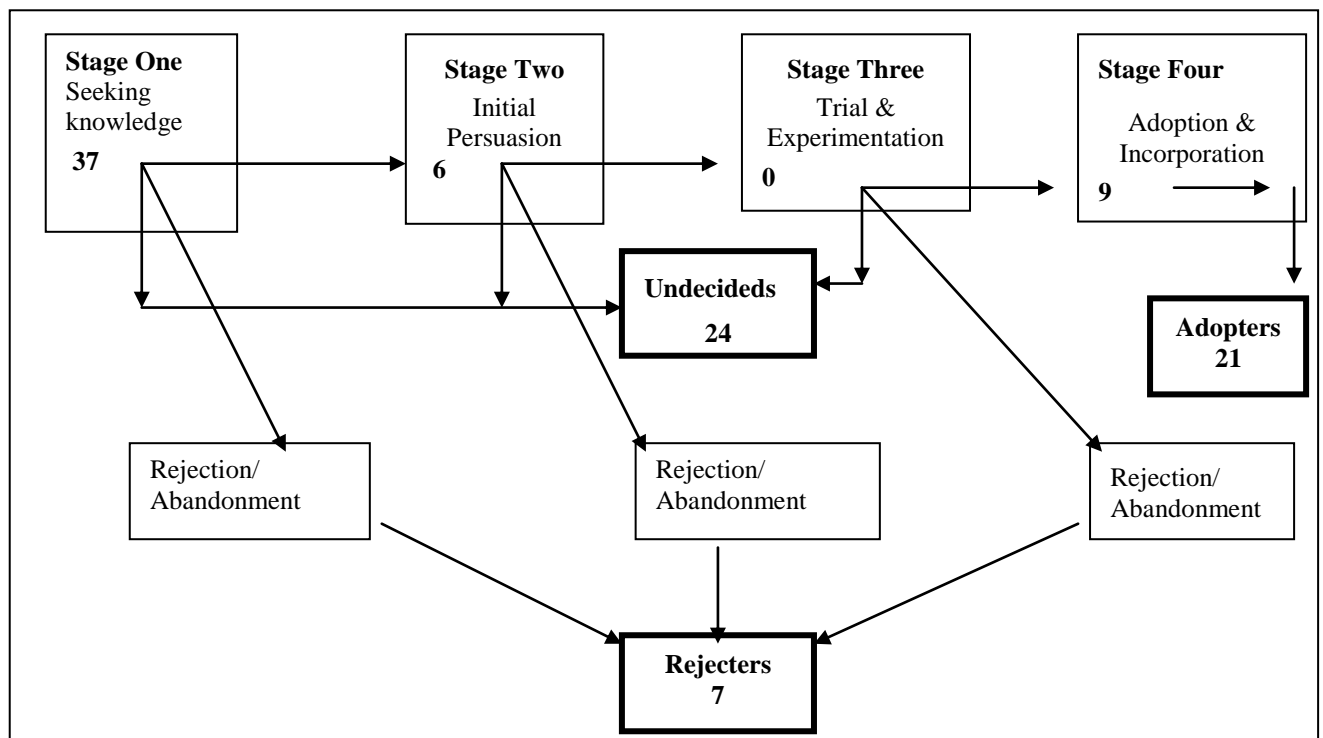 Stage One
Seeking
knowledge
37
Stage Two
Initial
Persuasion
6
Stage Three
Trial &
Experimentation
0
Stage Four
Adoption &
Incorporation
9
Undecideds
24
Adopters
21
Rejection/
Abandonment
Rejection/
Abandonment
Rejection/
Abandonment
Rejecters
7